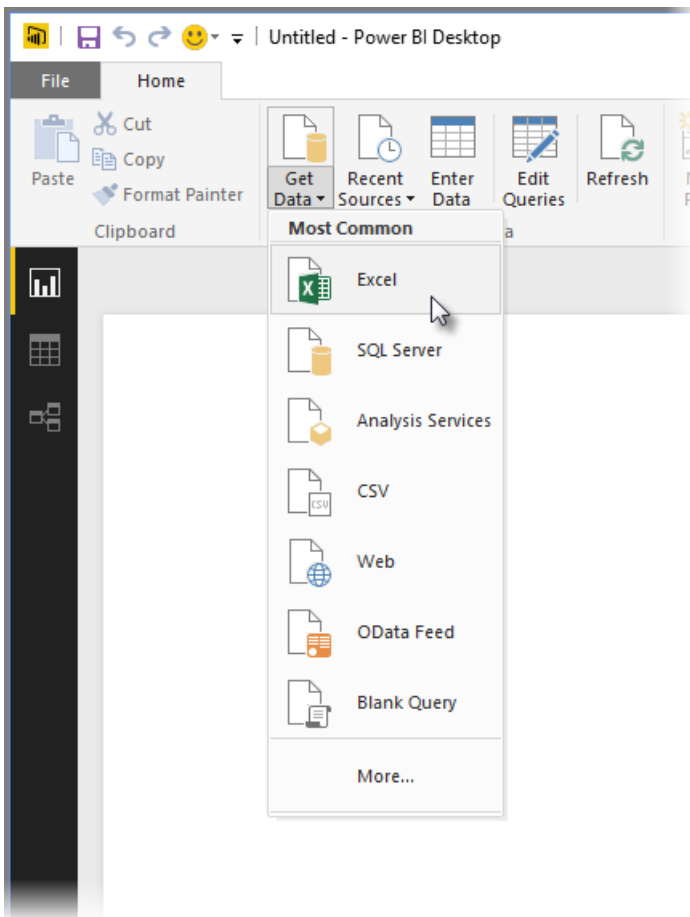 Untitled - Power BI Desktop
File Home
Cut
Copy
Format Painter
Paste
Clipboard
Get Data
Recent Sources
Enter Data
Edit Queries
Refresh
Most Common
Excel
SQL Server
Analysis Services
CSV
CSV
Web
OData Feed
Blank Query
More...